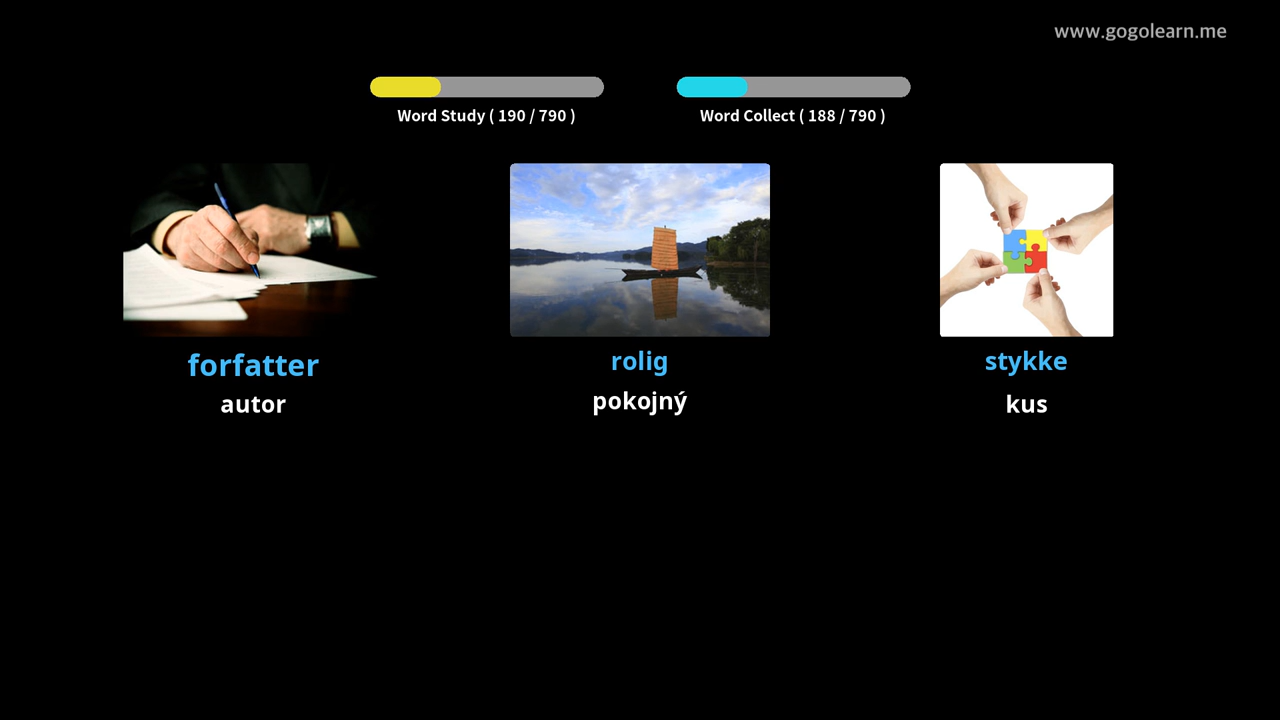 www.gogolearn.me
Word Study ( 190 / 790 )
Word Collect ( 188 / 790 )
forfatter
autor
rolig
pokojný
stykke
kus